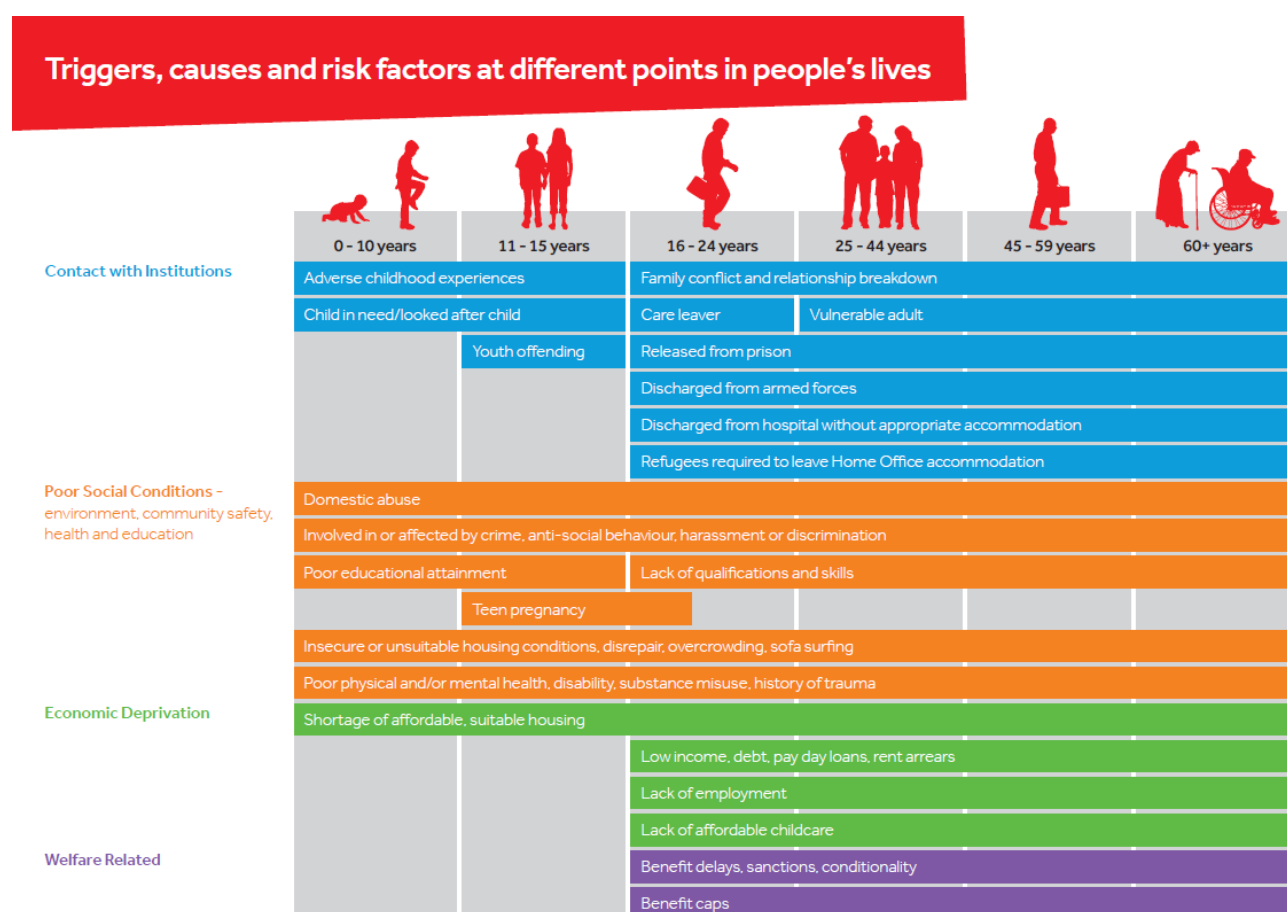 Triggers, causes and risk factors at different points in people's lives
0 - 10 years
11 - 15 years
16 - 24 years
25 - 44 years
45 - 59 years
60+ years
Contact with Institutions
Adverse childhood experiences
Family conflict and relationship breakdown
Child in need/looked after child
Care leaver
Vulnerable adult
Youth offending
Released from prison
Discharged from armed forces
Discharged from hospital without appropriate accommodation
Refugees required to leave Home Office accommodation
Poor Social Conditions -
environment, community safety,
health and education
Domestic abuse
Involved in or affected by crime, anti-social behaviour, harassment or discrimination
Poor educational attainment
Lack of qualifications and skills
Teen pregnancy
Insecure or unsuitable housing conditions, disrepair, overcrowding, sofa surfing
Poor physical and/or mental health, disability, substance misuse, history of trauma
Economic Deprivation
Shortage of affordable, suitable housing
Low income, debt, pay day loans, rent arrears
Lack of employment
Lack of affordable childcare
Welfare Related
Benefit delays, sanctions, conditionality
Benefit caps